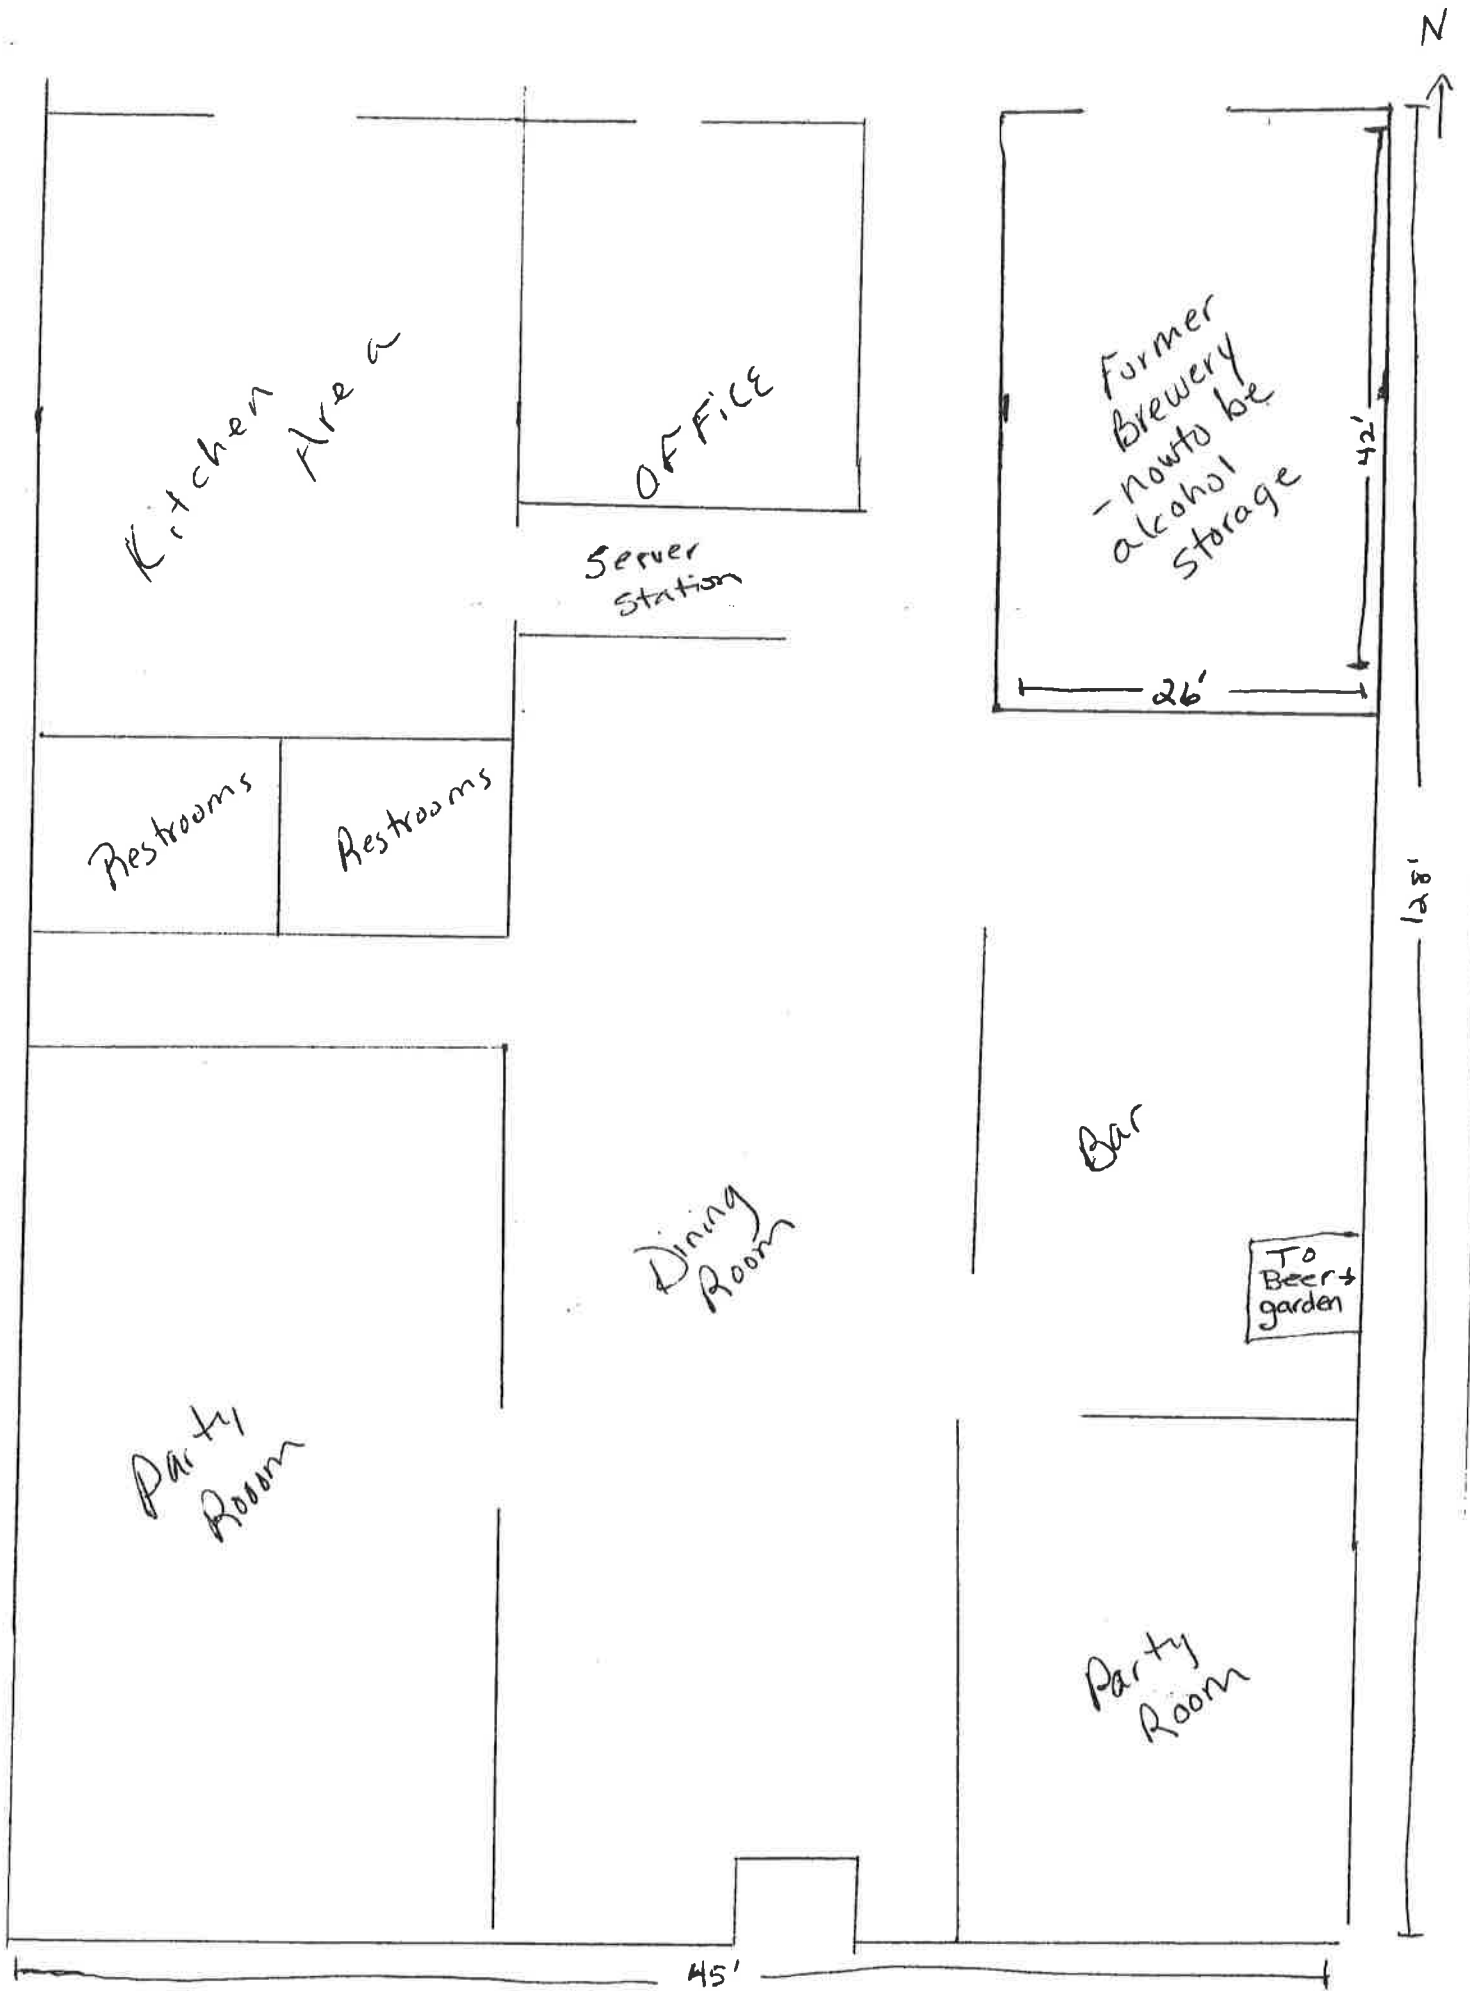 N
Kitchen
Area
OFFICE
Former
Brewery
- now to be
alcohol
storage
42'
Server
Station
26'
Restrooms
Restrooms
128'
Bar
Dining
Room
To
Beer→
garden
Party
Rooom
Party
Room
45'